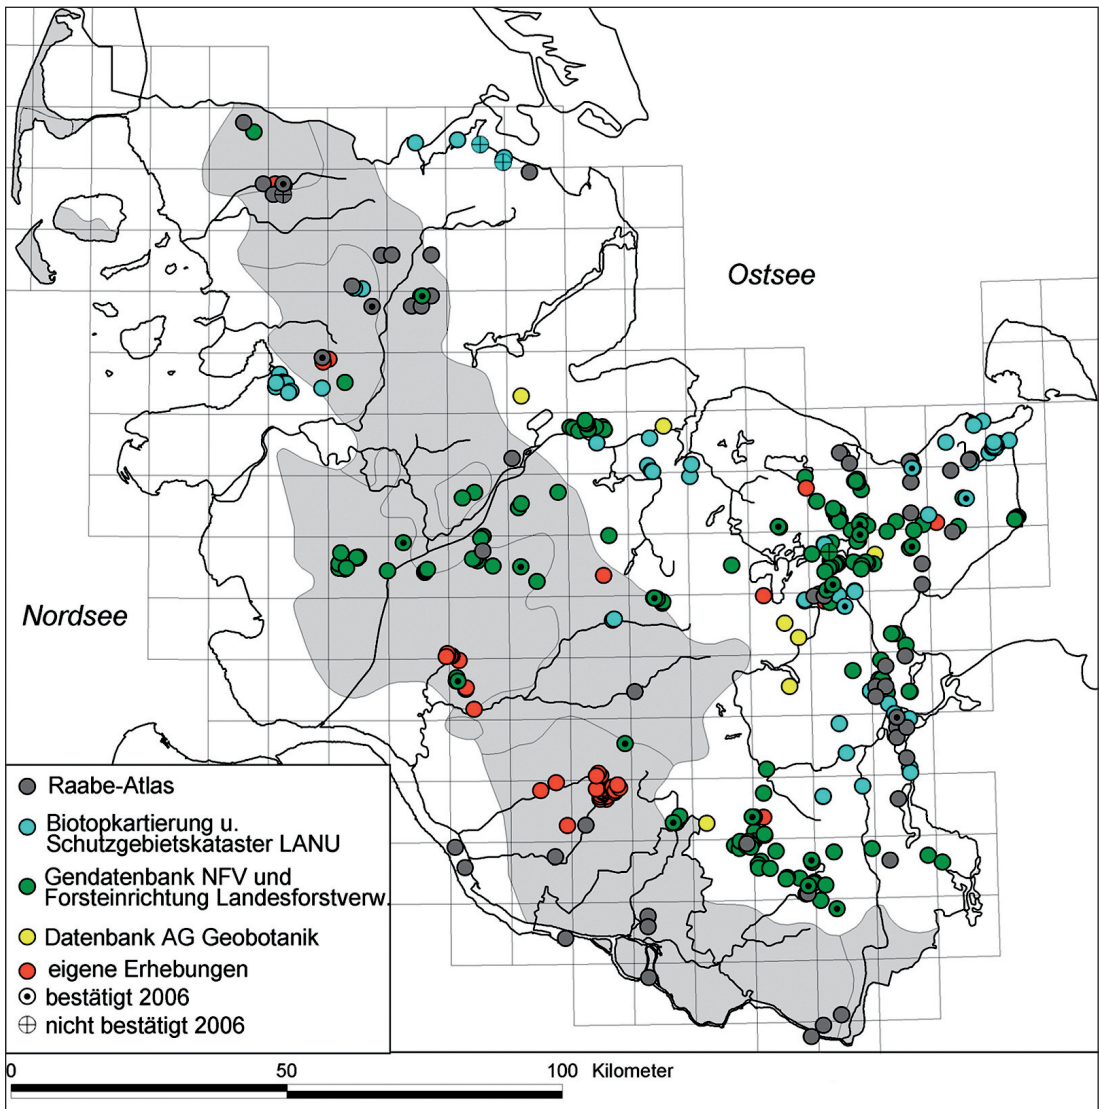 Ostsee
Nordsee
Raabe-Atlas
Biotopkartierung u.
Schutzgebietskataster LANU
Gendatenbank NFV und
Forsteinrichtung Landesforstverw.
Datenbank AG Geobotanik
eigene Erhebungen
bestätigt 2006
nicht bestätigt 2006
0 50 100 Kilometer